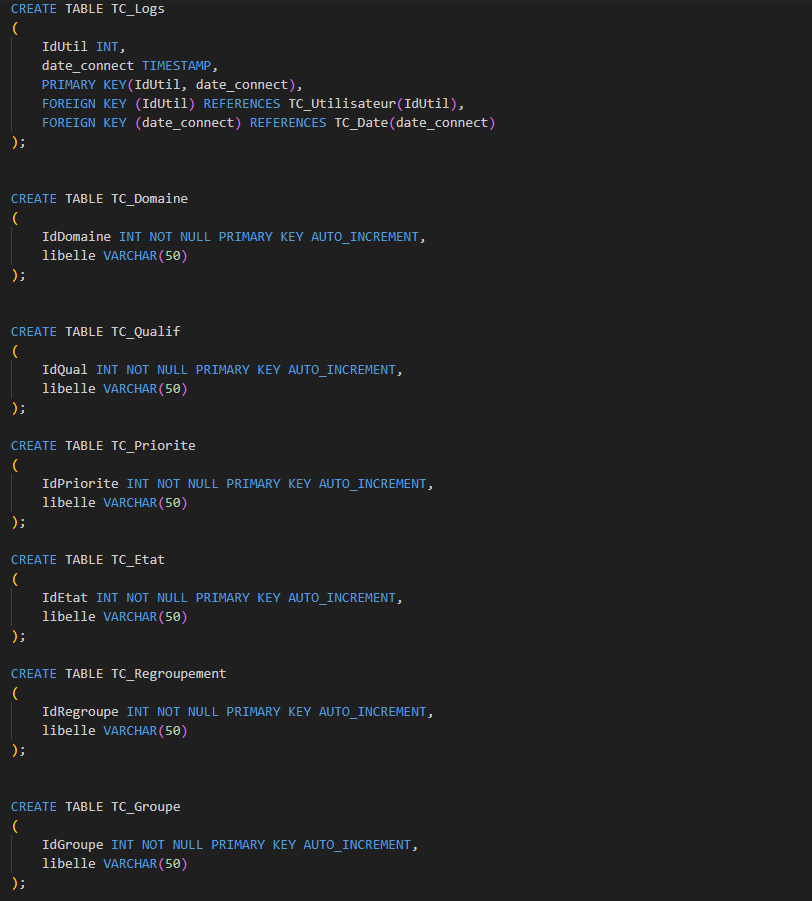 CREATE TABLE TC_Logs
(
    IdUtil INT,
    date_connect TIMESTAMP,
    PRIMARY KEY(IdUtil, date_connect),
    FOREIGN KEY (IdUtil) REFERENCES TC_Utilisateur(IdUtil),
    FOREIGN KEY (date_connect) REFERENCES TC_Date(date_connect)
);
CREATE TABLE TC_Domaine
(
    IdDomaine INT NOT NULL PRIMARY KEY AUTO_INCREMENT,
    libelle VARCHAR(50)
);
CREATE TABLE TC_Qualif
(
    IdQual INT NOT NULL PRIMARY KEY AUTO_INCREMENT,
    libelle VARCHAR(50)
);
CREATE TABLE TC_Priorite
(
    IdPriorite INT NOT NULL PRIMARY KEY AUTO_INCREMENT,
    libelle VARCHAR(50)
);
CREATE TABLE TC_Etat
(
    IdEtat INT NOT NULL PRIMARY KEY AUTO_INCREMENT,
    libelle VARCHAR(50)
);
CREATE TABLE TC_Regroupement
(
    IdRegroupe INT NOT NULL PRIMARY KEY AUTO_INCREMENT,
    libelle VARCHAR(50)
);
CREATE TABLE TC_Groupe
(
    IdGroupe INT NOT NULL PRIMARY KEY AUTO_INCREMENT,
    libelle VARCHAR(50)
);